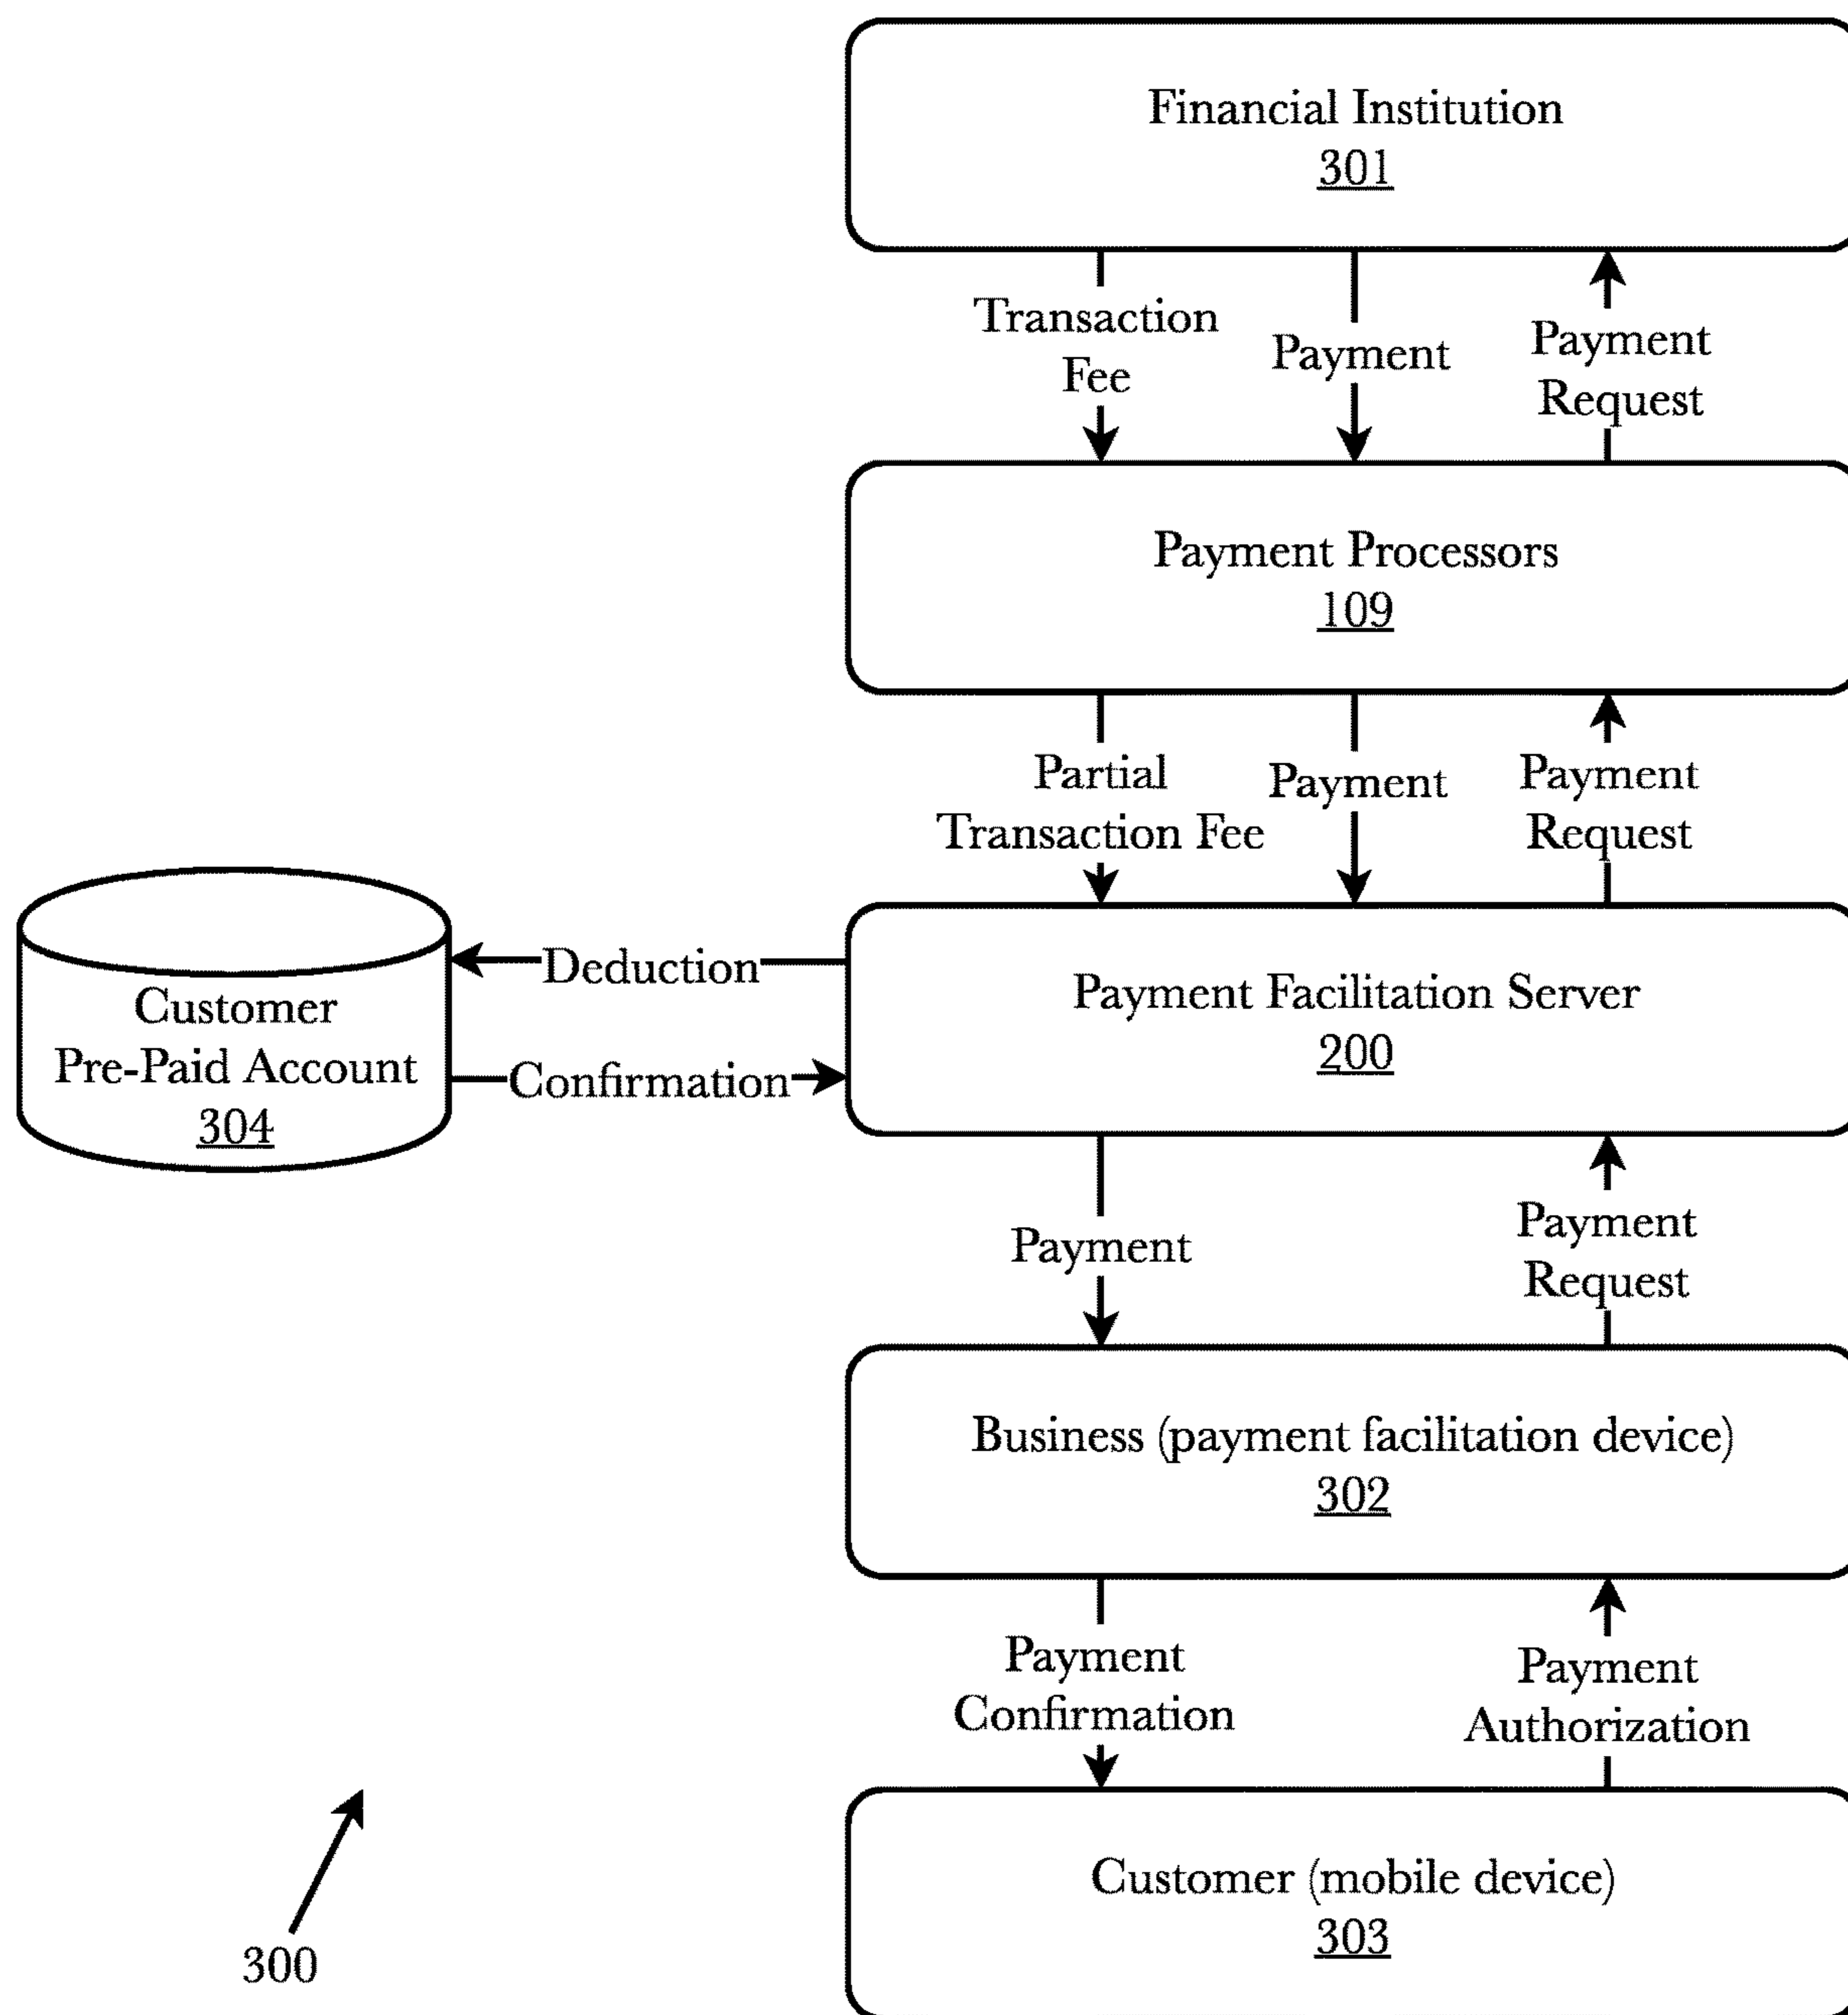 Financial Institution
301
Transaction
Fee
Payment
Payment
Request
Payment Processors
109
Partial
Transaction Fee
Payment
Payment
Request
Customer
Pre-Paid Account
304
Deduction
Confirmation
Payment Facilitation Server
200
Payment
Payment
Request
Business (payment facilitation device)
302
Payment
Confirmation
Payment
Authorization
Customer (mobile device)
303
300